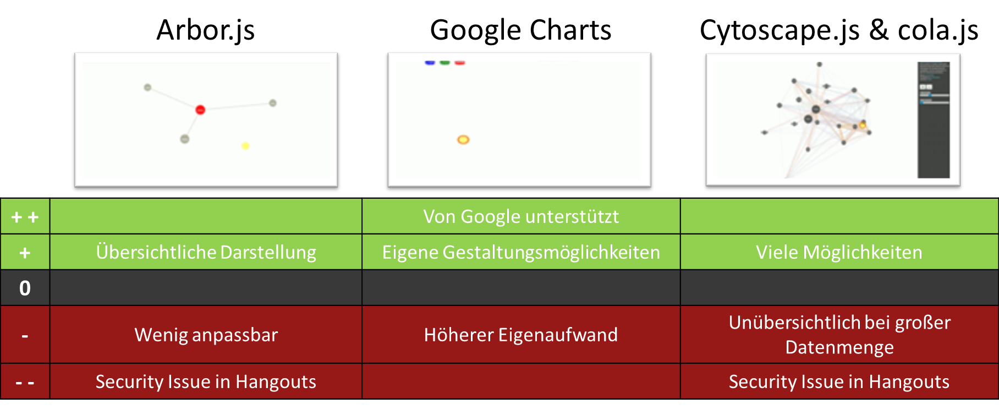 Arbor.js
Google Charts
Cytoscape.js & cola.js
+ +
Von Google unterstützt
+
Übersichtliche Darstellung
Eigene Gestaltungsmöglichkeiten
Viele Möglichkeiten
0
-
Wenig anpassbar
Höherer Eigenaufwand
Unübersichtlich bei großer
Datenmenge
- -
Security Issue in Hangouts
Security Issue in Hangouts